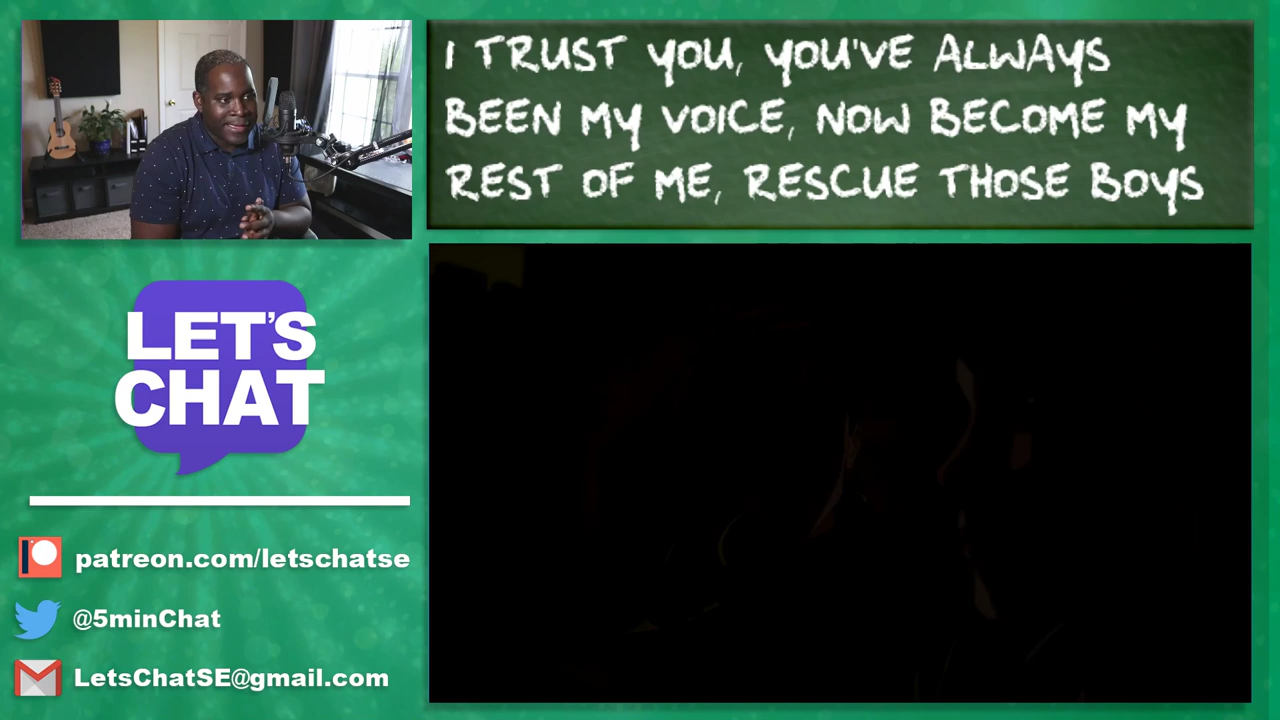 I TRUST YOU, YOU'VE ALWAYS
BEEN MY VOICE, NOW BECOME MY
REST OF ME, RESCUE THOSE BOYS
LET'S
CHAT
patreon.com/letschatse
@5minChat
LetsChatSE@gmail.com